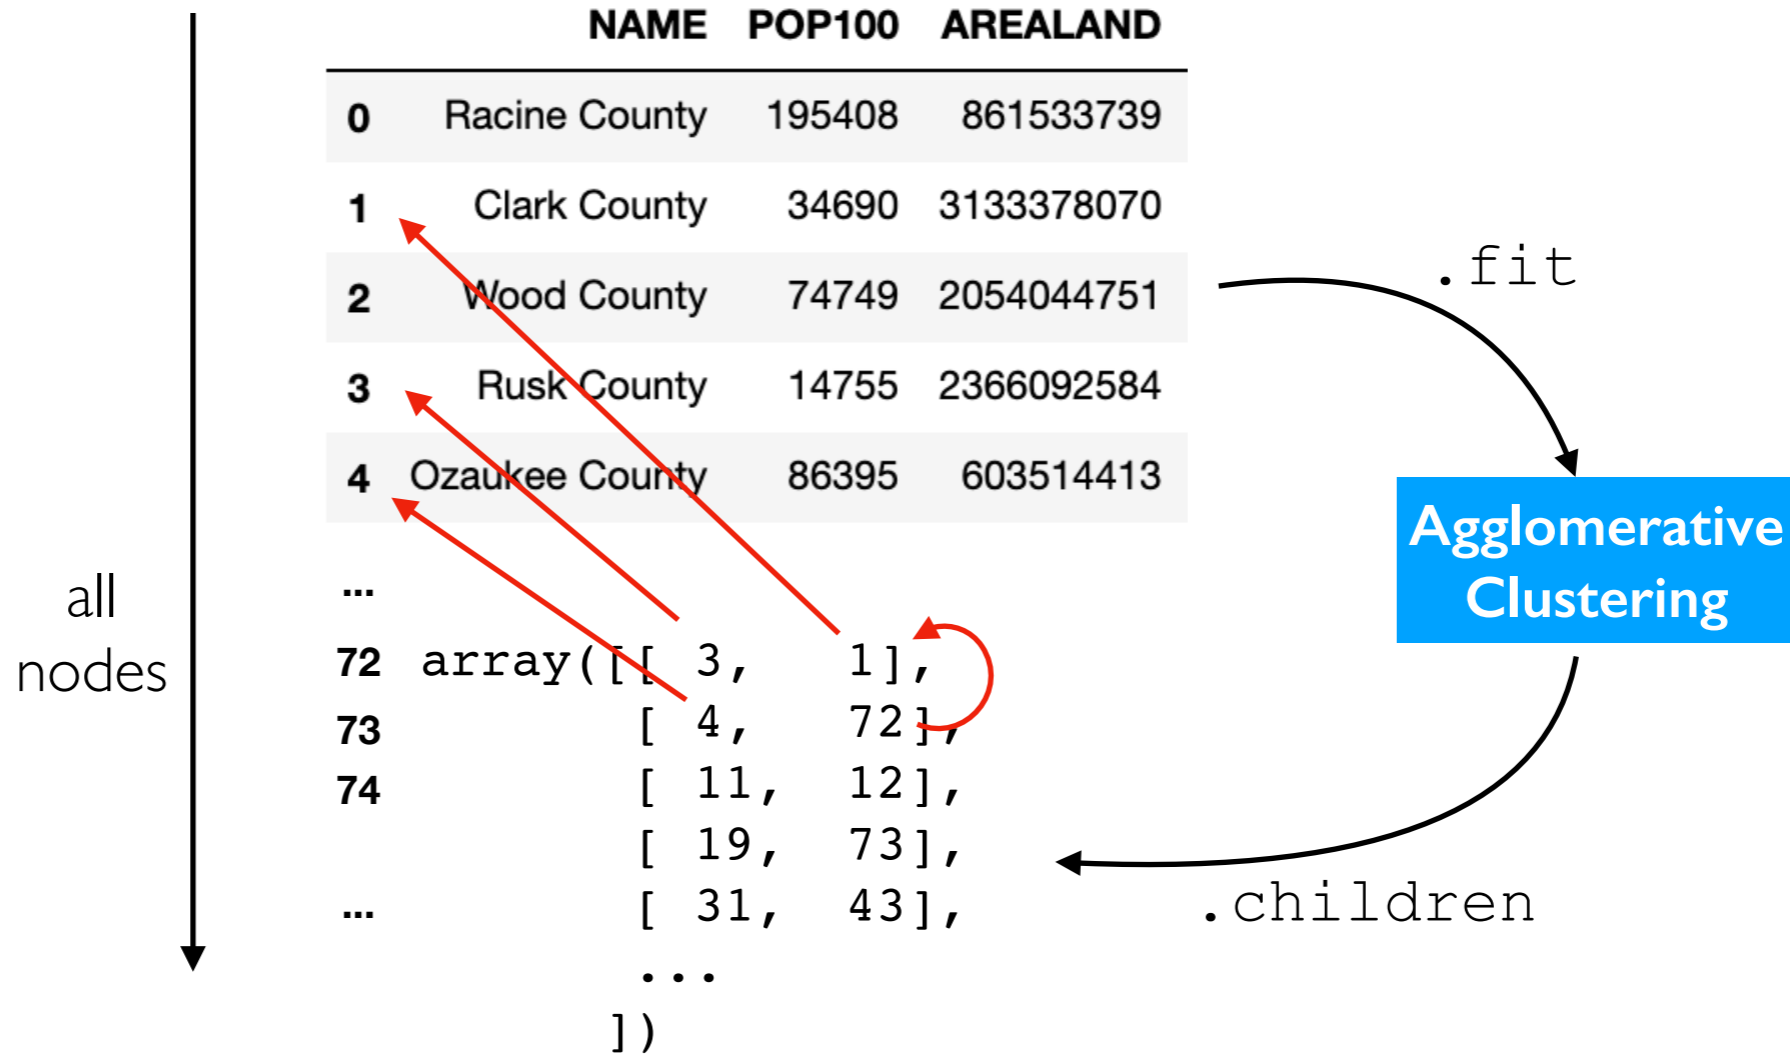 NAME POP100 AREALAND
0 Racine County 195408 861533739
1 Clark County 34690 3133378070
2 Wood County 74749 2054044751
3 Rusk County 14755 2366092584
4 Ozaukee County 86395 603514413
...
72 array([[ 3, 1],
73 [ 4, 72],
74 [ 11, 12],
[ 19, 73],
... [ 31, 43],
...
])
all
nodes
.fit
Agglomerative
Clustering
.children